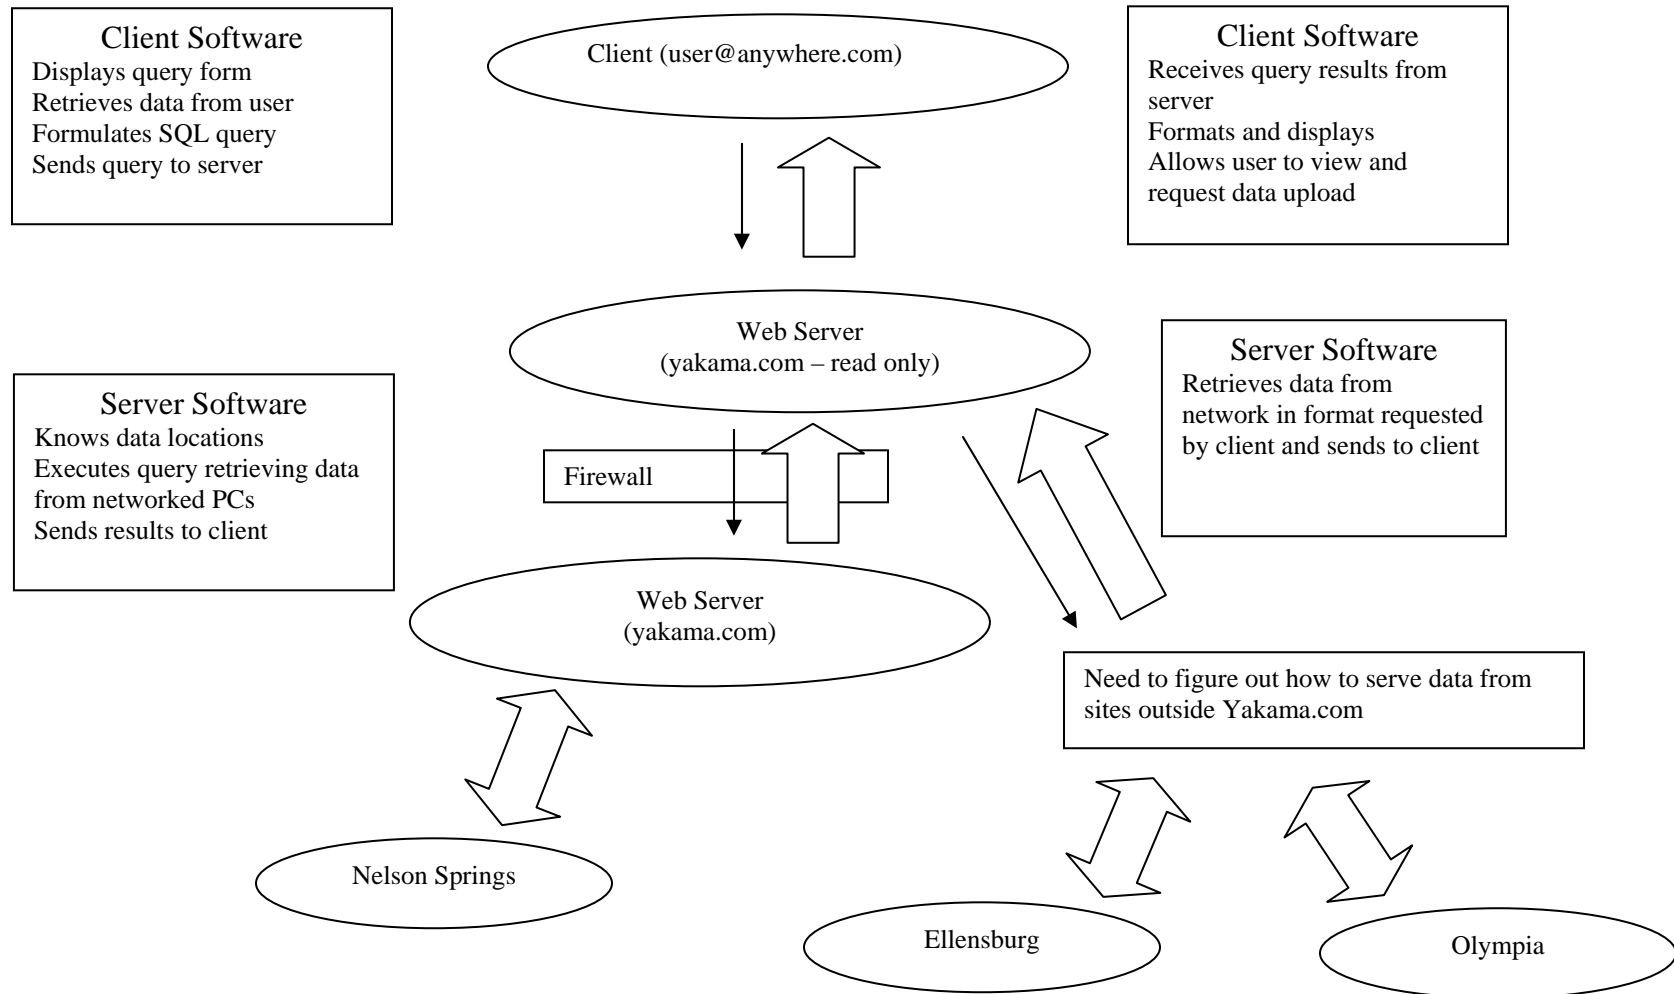 Client Software
Displays query form
Retrieves data from user
Formulates SQL query
Sends query to server
Client (user@anywhere.com)
Client Software
Receives query results from
server
Formats and displays
Allows user to view and
request data upload
Web Server
(yakama.com – read only)
Server Software
Retrieves data from
network in format requested
by client and sends to client
Server Software
Knows data locations
Executes query retrieving data
from networked PCs
Sends results to client
Firewall
Web Server
(yakama.com)
Need to figure out how to serve data from
sites outside Yakama.com
Nelson Springs
Ellensburg
Olympia